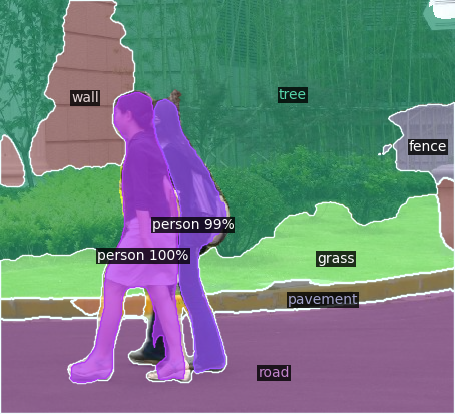 wall
tree
fence
person 99%
person 100%
grass
pavement
road